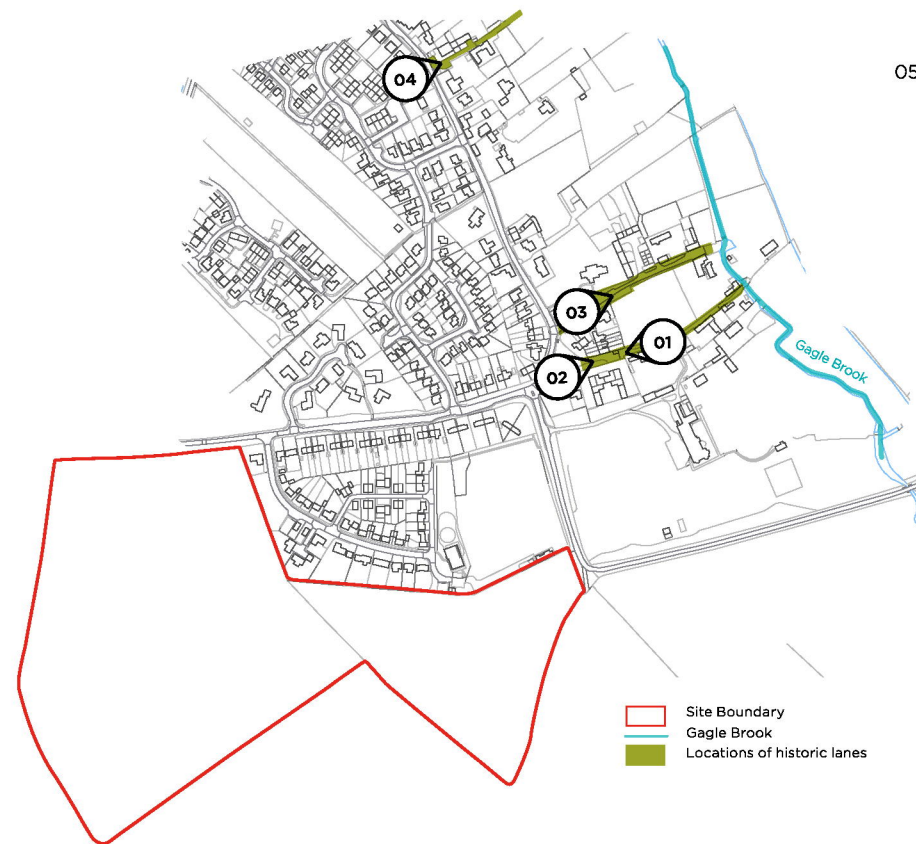 05
04
03
01
02
Gagle Brook
Site Boundary
Gagle Brook
Locations of historic lanes